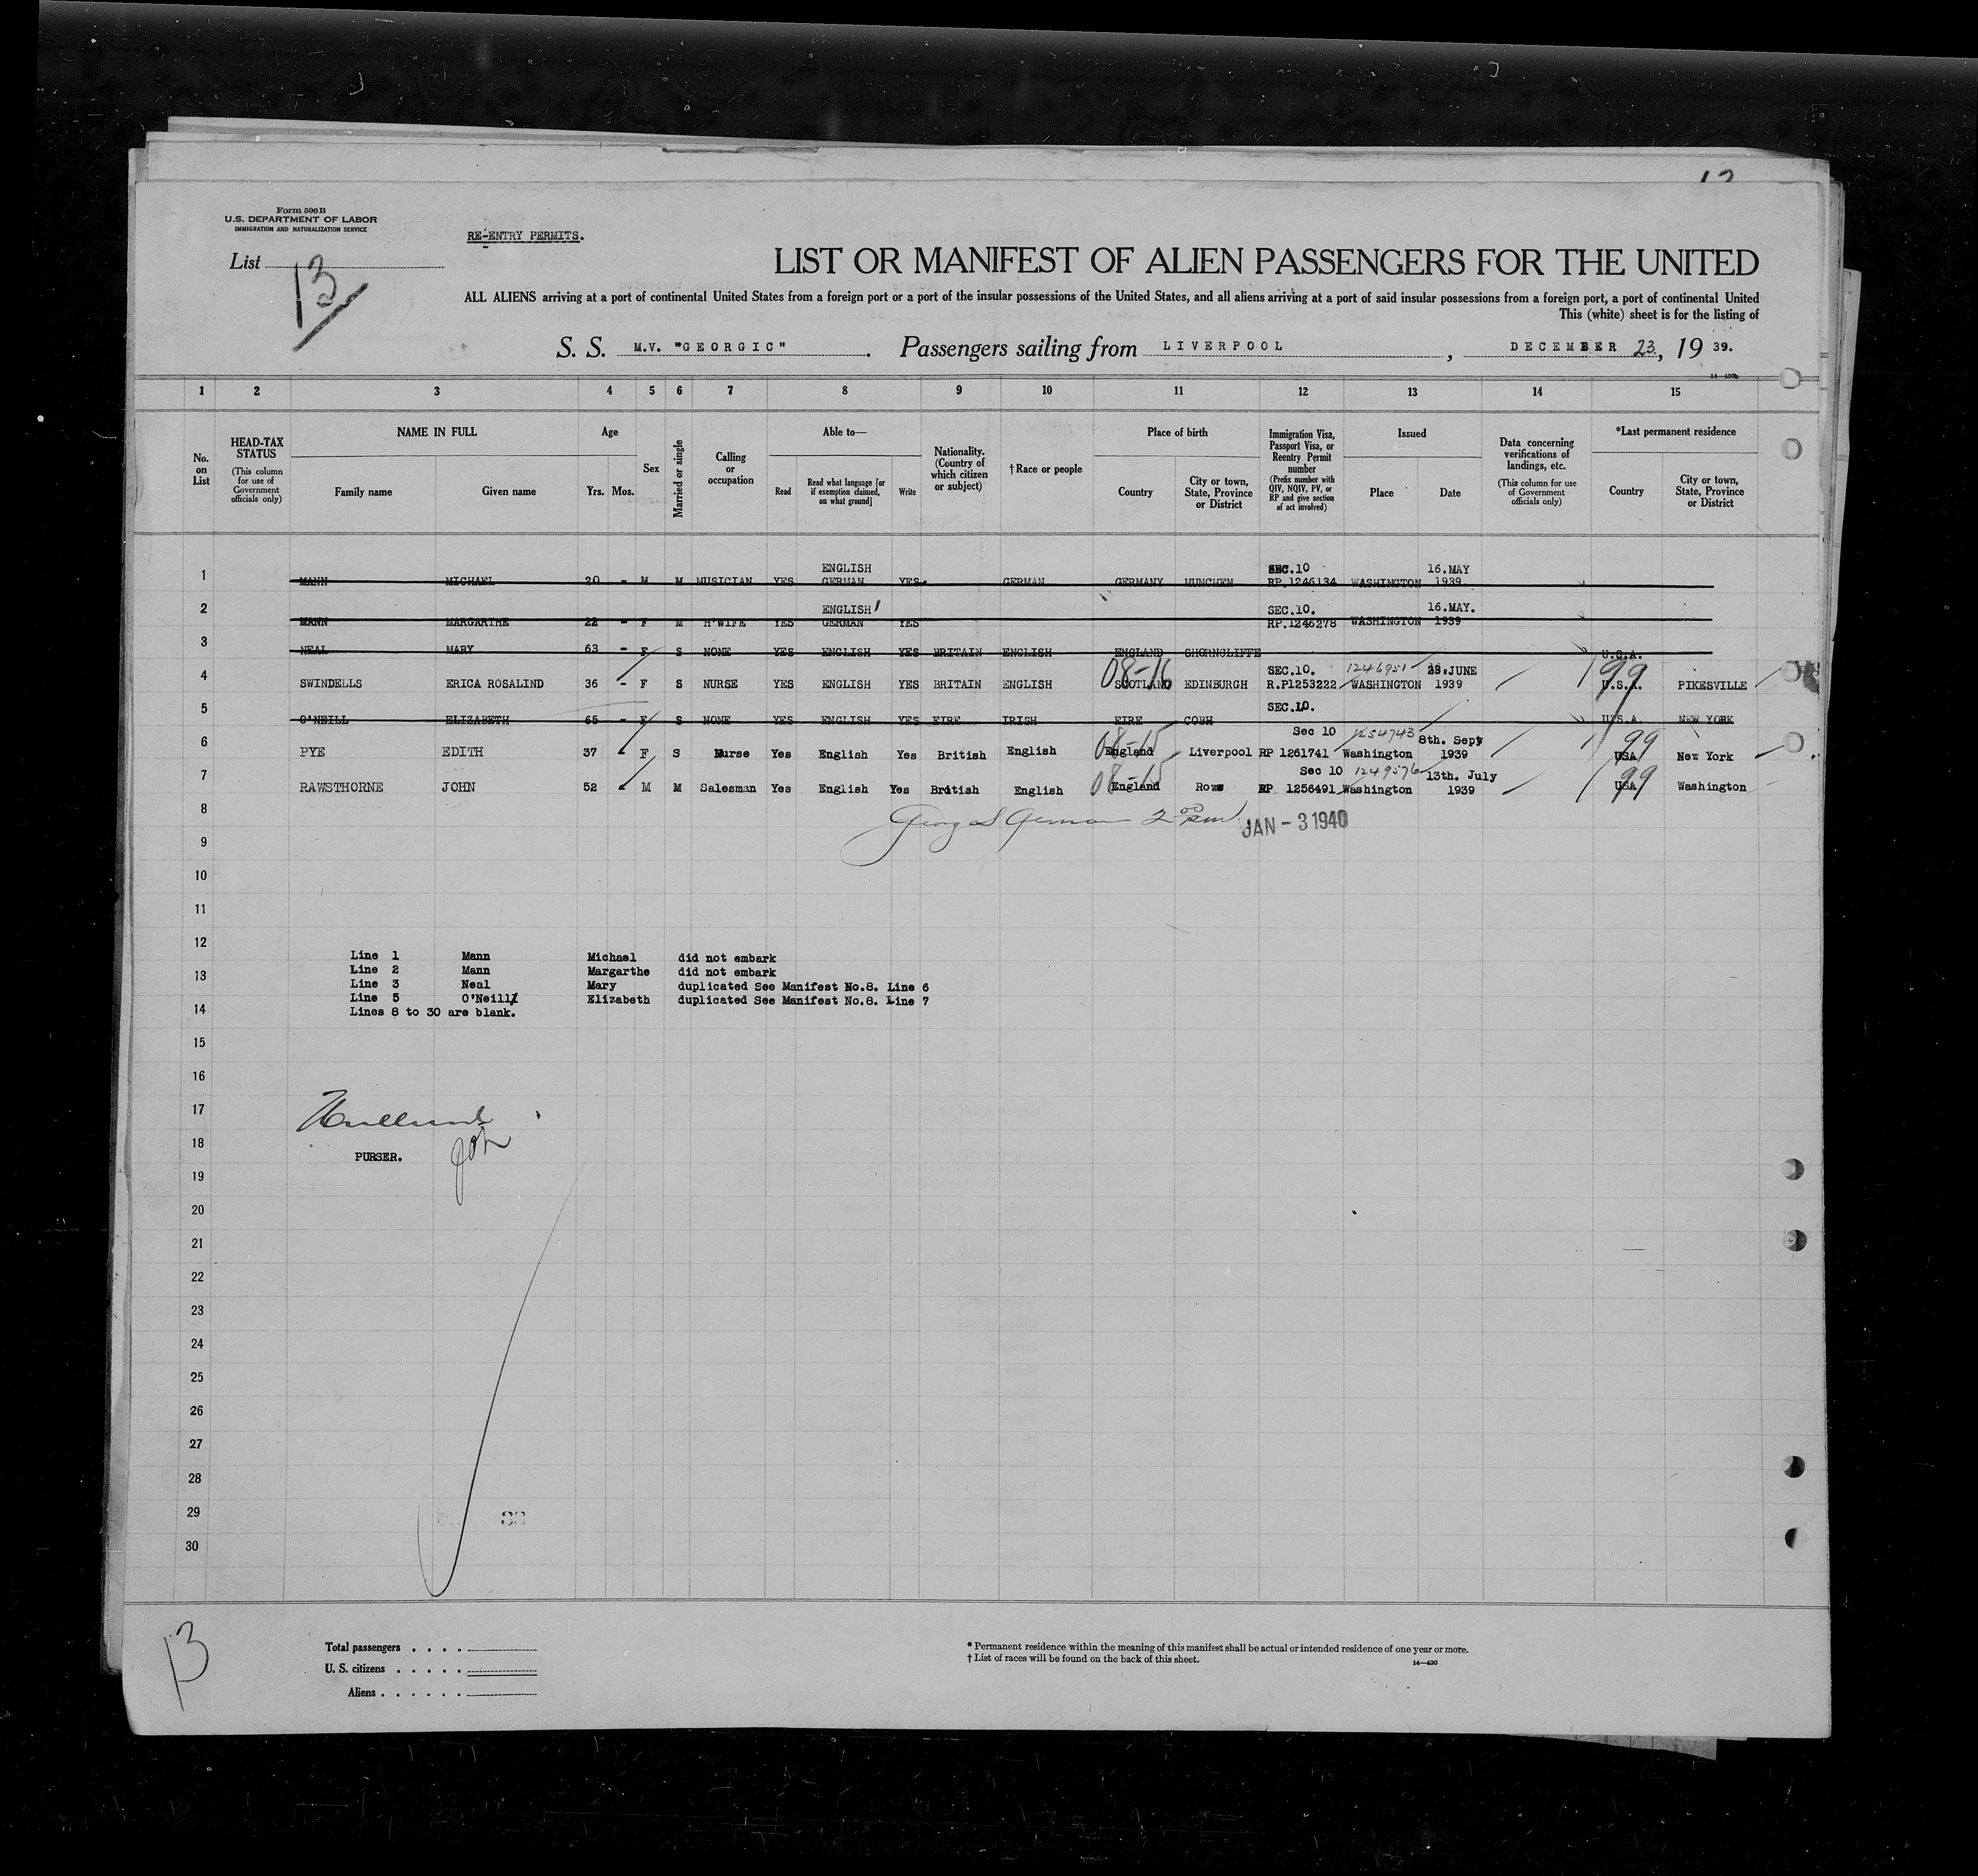 Form 500 B
U.S. DEPARTMENT OF LABOR
IMMIGRATION AND NATURALIZATION SERVICE
RE-ENTRY PERMITS.
List 13
LIST OR MANIFEST OF ALIEN PASSENGERS FOR THE UNITED
ALL ALIENS arriving at a port of continental United States from a foreign port or a port of the insular possessions of the United States, and all aliens arriving at a port of said insular possessions from a foreign port, a port of continental United
This (white) sheet is for the listing of
S. S. M.V. "GEORGIC". Passengers sailing from LIVERPOOL, DECEMBER 23, 19 39.
14—430b
1 2 3 4 5 6 7 8 9 10 11 12 13 14 15
No. on List
HEAD-TAX STATUS (This column for use of Government officials only)
NAME IN FULL Family name Given name
Age Yrs. Mos.
Sex
Married or single
Calling or occupation
Able to— Read Read what language [or if exemption claimed, on what ground] Write
Nationality. (Country of which citizen or subject)
†Race or people
Place of birth Country City or town, State, Province or District
Immigration Visa, Passport Visa, or Reentry Permit number (Prefix number with QIV, NQIV, PV, or RP and give section of act involved)
Issued Place Date
Data concerning verifications of landings, etc. (This column for use of Government officials only)
*Last permanent residence Country City or town, State, Province or District
ENGLISH SEC.10 16.MAY
1 MANN MICHAEL 20 - M M MUSICIAN YES GERMAN YES GERMAN GERMANY MUNCHEN RP.1246134 WASHINGTON 1939
ENGLISH SEC.10. 16.MAY.
2 MANN MARGARTHE 22 - F M H'WIFE YES GERMAN YES RP.1246278 WASHINGTON 1939
3 NEAL MARY 63 - F S NONE YES ENGLISH YES BRITAIN ENGLISH ENGLAND SHORNCLIFFE U.S.A.
08-16 SEC.10. 1246951 JUNE 99
4 SWINDELLS ERICA ROSALIND 36 - F S NURSE YES ENGLISH YES BRITAIN ENGLISH SCOTLAND EDINBURGH R.P1253222 WASHINGTON 1939 U.S.A. PIKESVILLE
SEC.10.
5 O'NEILL ELIZABETH 65 - F S NONE YES ENGLISH YES EIRE IRISH EIRE COBH U.S.A. NEW YORK
08-15 Sec 10 1254743 8th. Sept 99
6 PYE EDITH 37 F S Nurse Yes English Yes British English England Liverpool RP 1261741 Washington 1939 USA New York
08-15 Sec 10 1249576 13th. July 99
7 RAWSTHORNE JOHN 52 M M Salesman Yes English Yes British English England Rows RP 1256491 Washington 1939 USA Washington
8
JAN - 3 1940
9
10
11
12
Line 1 Mann Michael did not embark
Line 2 Mann Margarthe did not embark
13
Line 3 Neal Mary duplicated See Manifest No.8. Line 6
Line 5 O'Neill Elizabeth duplicated See Manifest No.8. Line 7
14
Lines 8 to 30 are blank.
15
16
17
18
PURSER.
19
20
21
22
23
24
25
26
27
28
29
30
13
Total passengers . . . .
U. S. citizens . . . . .
Aliens . . . . . .
* Permanent residence within the meaning of this manifest shall be actual or intended residence of one year or more.
† List of races will be found on the back of this sheet.
14—430